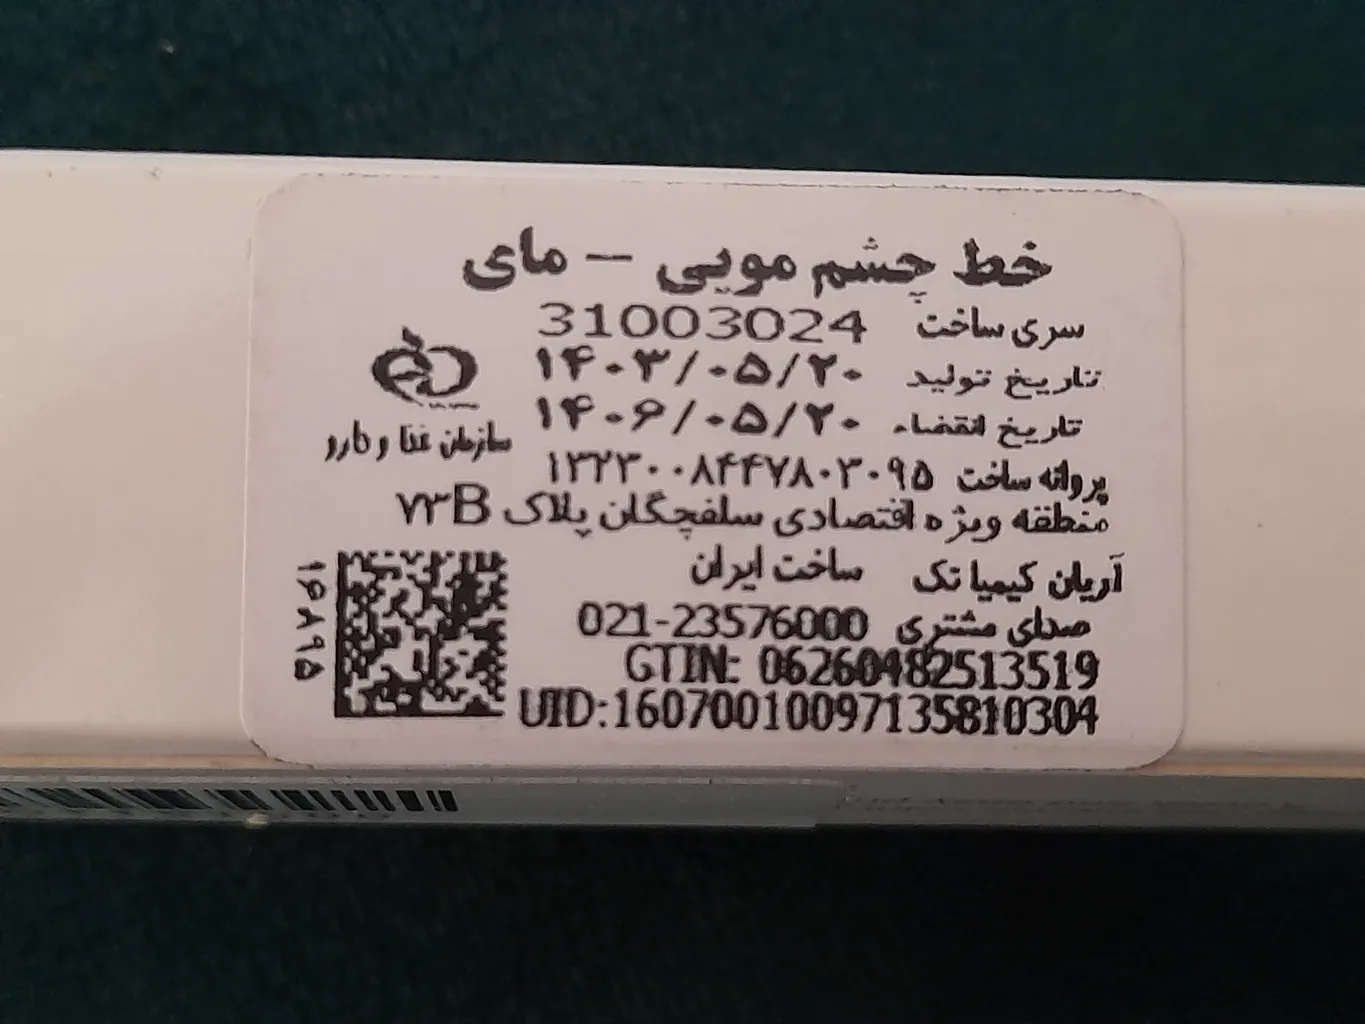 خط چشم مویی - مای
سری ساخت 31003024
تاریخ تولید ۱۴۰۳/۰۵/۲۰
تاریخ انقضاء ۱۴۰۶/۰۵/۲۰
سازمان غذا و دارو
پروانه ساخت ۱۳۲۳۰۰۸۴۴۷۸۰۳۰۹۵
منطقه ویژه اقتصادی سلفچگان پلاک ۷۳B
آریان کیمیا تک ساخت ایران
صدای مشتری 021-23576000
GTIN: 06260482513519
UID:16070010097135810304
۱۶۸۹۵